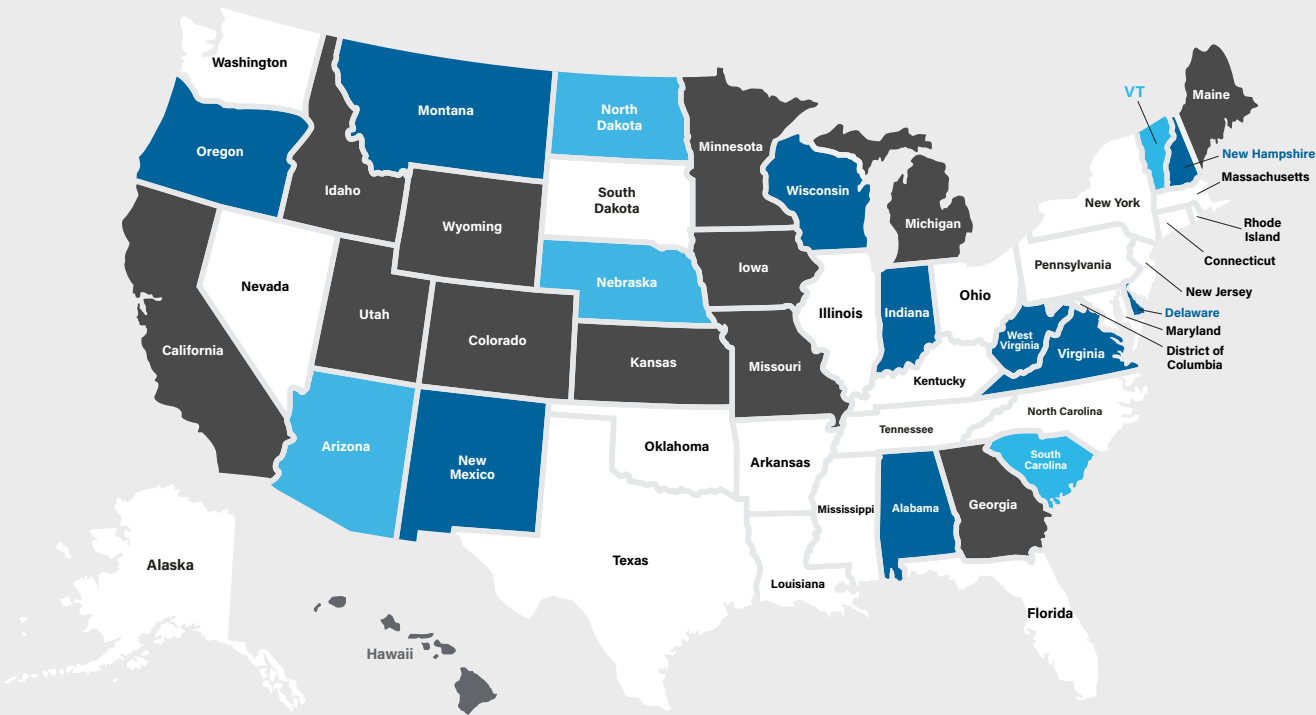 Washington
Montana
North
Dakota
Minnesota
VT
Maine
Oregon
Idaho
Wisconsin
New Hampshire
Massachusetts
South
Dakota
Wyoming
Michigan
New York
Rhode
Island
Connecticut
Nevada
Utah
Nebraska
Iowa
Pennsylvania
New Jersey
Ohio
Illinois
Indiana
Delaware
Maryland
District of
Columbia
West
Virginia
Virginia
California
Colorado
Kansas
Missouri
Kentucky
North Carolina
Tennessee
Arizona
New
Mexico
Oklahoma
Arkansas
South
Carolina
Mississippi
Alabama
Georgia
Alaska
Texas
Louisiana
Florida
Hawaii